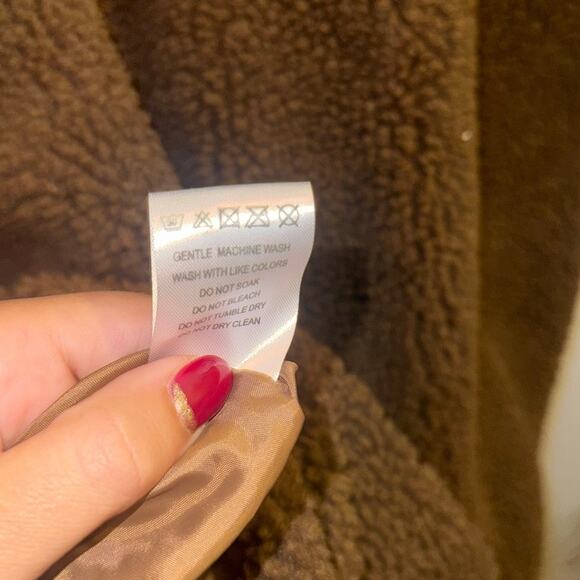 GENTLE MACHINE WASH
WASH WITH LIKE COLORS
DO NOT SOAK
DO NOT BLEACH
DO NOT TUMBLE DRY
DO NOT DRY CLEAN